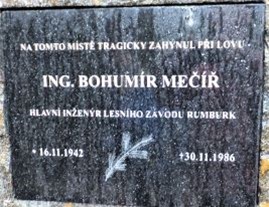 NA TOMTO MÍSTĚ TRAGICKY ZAHYNUL PŘI LOVU
ING. BOHUMÍR MEČÍŘ
HLAVNÍ INŽENÝR LESNÍHO ZÁVODU RUMBURK
* 16.11.1942 +30.11.1986